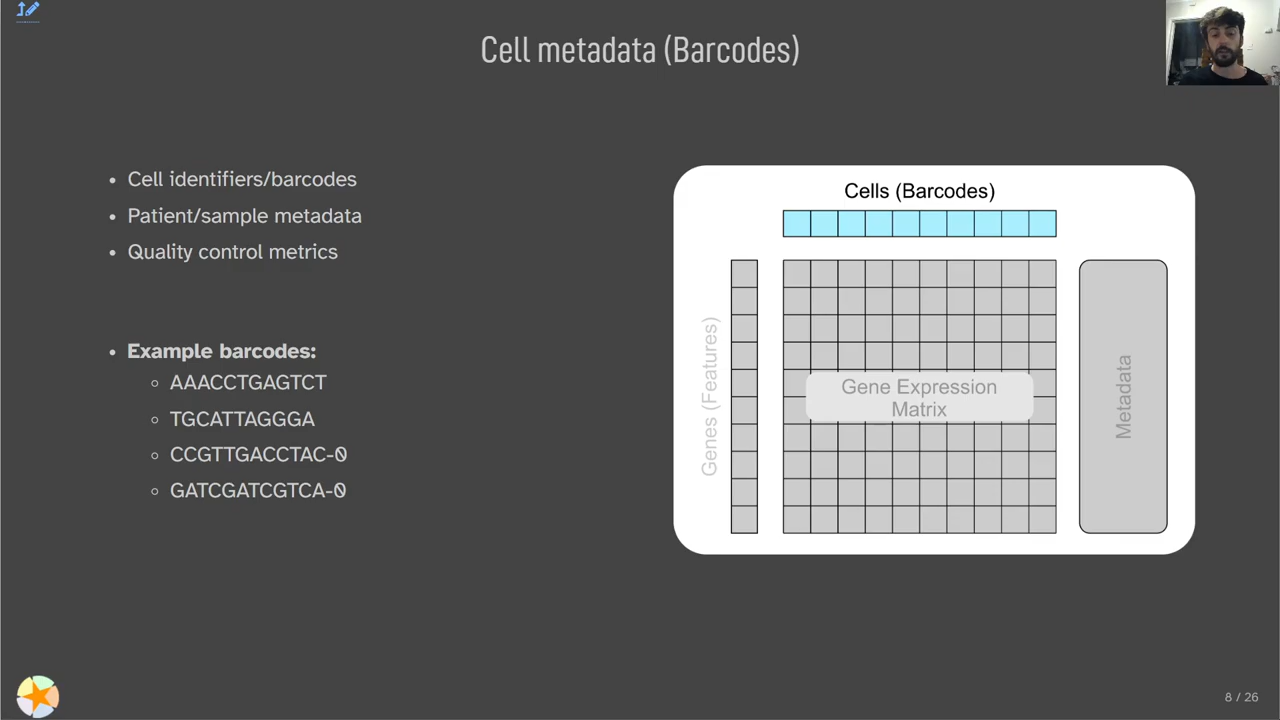 Cell metadata (Barcodes)
Cell identifiers/barcodes
Patient/sample metadata
Quality control metrics
Example barcodes:
AAACCTGAGTCT
TGCATTAGGGA
CCGTTGACCTAC-0
GATCGATCGTCA-0
Cells (Barcodes)
Genes (Features)
Gene Expression
Matrix
Metadata
8 / 26